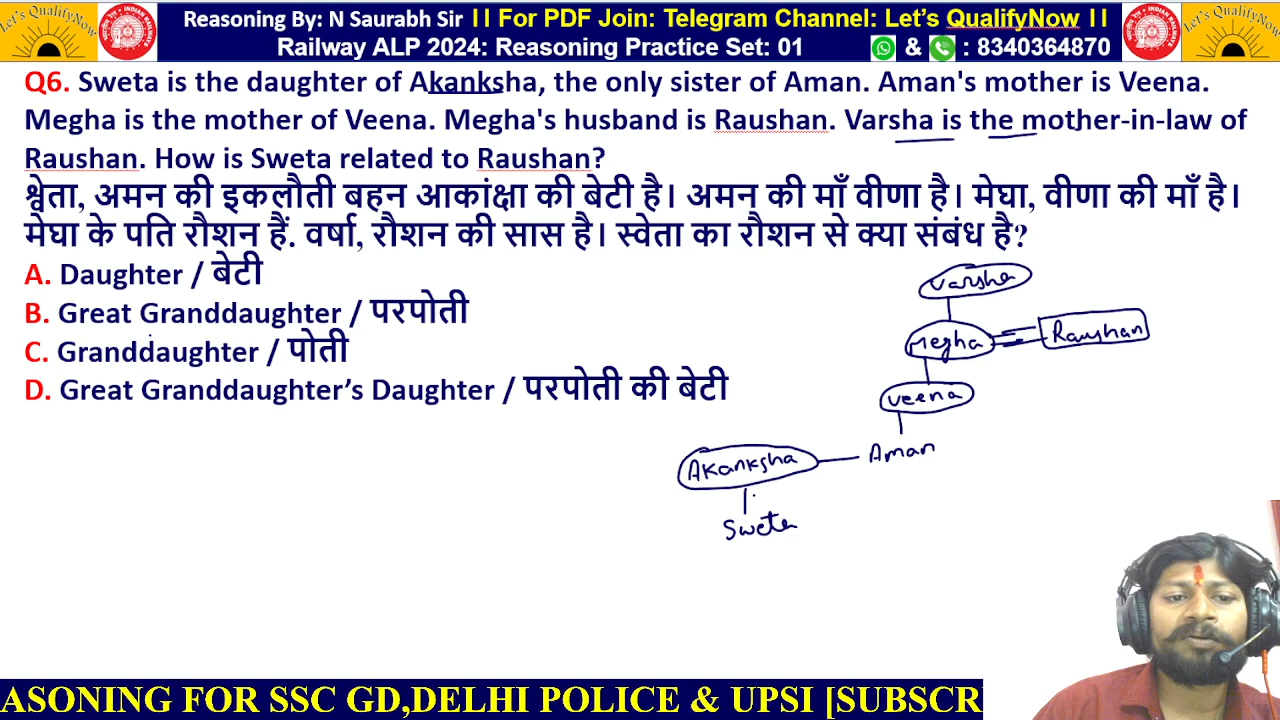 Let's QualifyNow
Reasoning By: N Saurabh Sir II For PDF Join: Telegram Channel: Let's QualifyNow II
Railway ALP 2024: Reasoning Practice Set: 01 & : 8340364870
Let's QualifyNow
Q6. Sweta is the daughter of Akanksha, the only sister of Aman. Aman's mother is Veena.
Megha is the mother of Veena. Megha's husband is Raushan. Varsha is the mother-in-law of
Raushan. How is Sweta related to Raushan?
श्वेता, अमन की इकलौती बहन आकांक्षा की बेटी है। अमन की माँ वीणा है। मेघा, वीणा की माँ है।
मेघा के पति रौशन हैं. वर्षा, रौशन की सास है। स्वेता का रौशन से क्या संबंध है?
A. Daughter / बेटी
B. Great Granddaughter / परपोती
C. Granddaughter / पोती
D. Great Granddaughter’s Daughter / परपोती की बेटी
Varsha
Megha Raushan
Veena
Akanksha Aman
Sweta
ASONING FOR SSC GD,DELHI POLICE & UPSI [SUBSCR